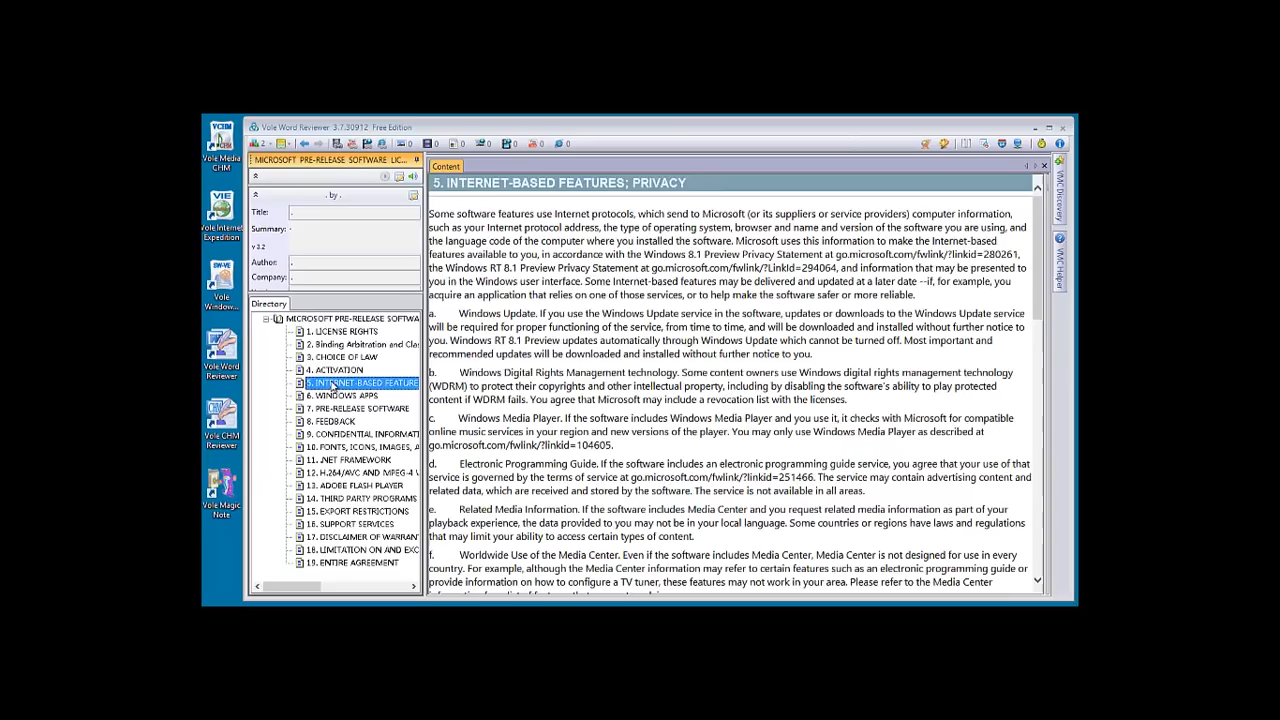 VCHM
Vole Media
CHM
VIE
Vole Internet
Expedition
SW-VE
Vole
Window...
Vole Word
Reviewer
Vole CHM
Reviewer
Vole Magic
Note
Vole Word Reviewer 3.7.30912 Free Edition
2
0
0
0
0
0
0
0
MICROSOFT PRE-RELEASE SOFTWARE LIC...
. by .
Title: .
Summary: .
v 3.2
Author: .
Company: .
Directory
MICROSOFT PRE-RELEASE SOFTWA
1. LICENSE RIGHTS
2. Binding Arbitration and Clas
3. CHOICE OF LAW
4. ACTIVATION
5. INTERNET-BASED FEATURE
6. WINDOWS APPS
7. PRE-RELEASE SOFTWARE
8. FEEDBACK
9. CONFIDENTIAL INFORMATI
10. FONTS, ICONS, IMAGES, A
11. .NET FRAMEWORK
12. H.264/AVC AND MPEG-4
13. ADOBE FLASH PLAYER
14. THIRD PARTY PROGRAMS
15. EXPORT RESTRICTIONS
16. SUPPORT SERVICES
17. DISCLAIMER OF WARRAN
18. LIMITATION ON AND EXC
19. ENTIRE AGREEMENT
Content
5. INTERNET-BASED FEATURES; PRIVACY
Some software features use Internet protocols, which send to Microsoft (or its suppliers or service providers) computer information,
such as your Internet protocol address, the type of operating system, browser and name and version of the software you are using, and
the language code of the computer where you installed the software. Microsoft uses this information to make the Internet-based
features available to you, in accordance with the Windows 8.1 Preview Privacy Statement at go.microsoft.com/fwlink/?linkid=280261,
the Windows RT 8.1 Preview Privacy Statement at go.microsoft.com/fwlink/?LinkId=294064, and information that may be presented to
you in the Windows user interface. Some Internet-based features may be delivered and updated at a later date --if, for example, you
acquire an application that relies on one of those services, or to help make the software safer or more reliable.
a. Windows Update. If you use the Windows Update service in the software, updates or downloads to the Windows Update service
will be required for proper functioning of the service, from time to time, and will be downloaded and installed without further notice to
you. Windows RT 8.1 Preview updates automatically through Windows Update which cannot be turned off. Most important and
recommended updates will be downloaded and installed without further notice to you.
b. Windows Digital Rights Management technology. Some content owners use Windows digital rights management technology
(WDRM) to protect their copyrights and other intellectual property, including by disabling the software's ability to play protected
content if WDRM fails. You agree that Microsoft may include a revocation list with the licenses.
c. Windows Media Player. If the software includes Windows Media Player and you use it, it checks with Microsoft for compatible
online music services in your region and new versions of the player. You may only use Windows Media Player as described at
go.microsoft.com/fwlink/?linkid=104605.
d. Electronic Programming Guide. If the software includes an electronic programming guide service, you agree that your use of that
service is governed by the terms of service at go.microsoft.com/fwlink/?linkid=251466. The service may contain advertising content and
related data, which are received and stored by the software. The service is not available in all areas.
e. Related Media Information. If the software includes Media Center and you request related media information as part of your
playback experience, the data provided to you may not be in your local language. Some countries or regions have laws and regulations
that may limit your ability to access certain types of content.
f. Worldwide Use of the Media Center. Even if the software includes Media Center, Media Center is not designed for use in every
country. For example, although the Media Center information may refer to certain features such as an electronic programming guide or
provide information on how to configure a TV tuner, these features may not work in your area. Please refer to the Media Center
VMC Discovery
VMC Helper